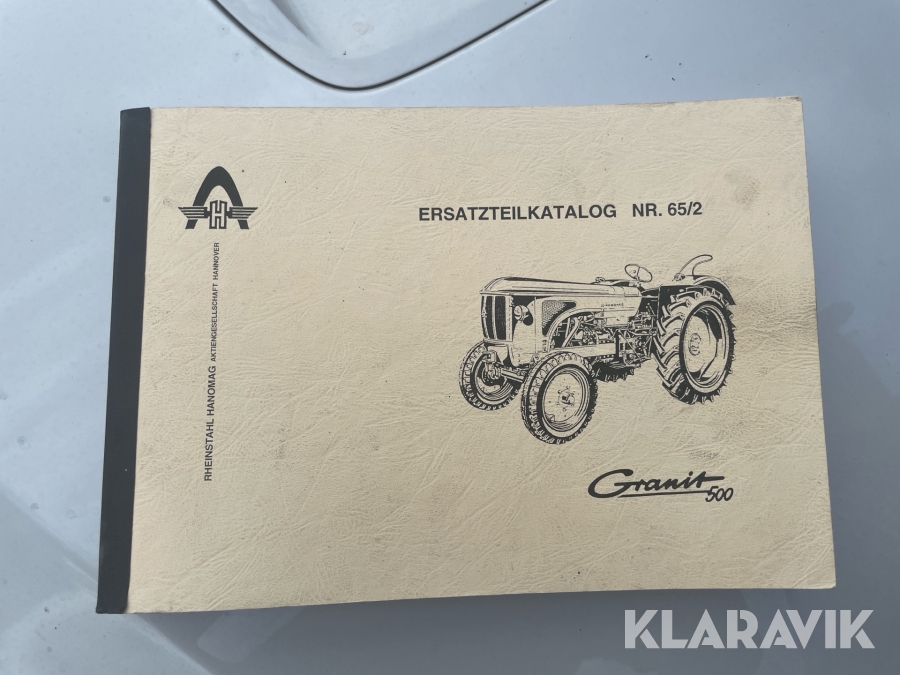 H
RHEINSTAHL HANOMAG AKTIENGESELLSCHAFT HANNOVER
ERSATZTEILKATALOG NR. 65/2
Granit 500
KLARAVIK